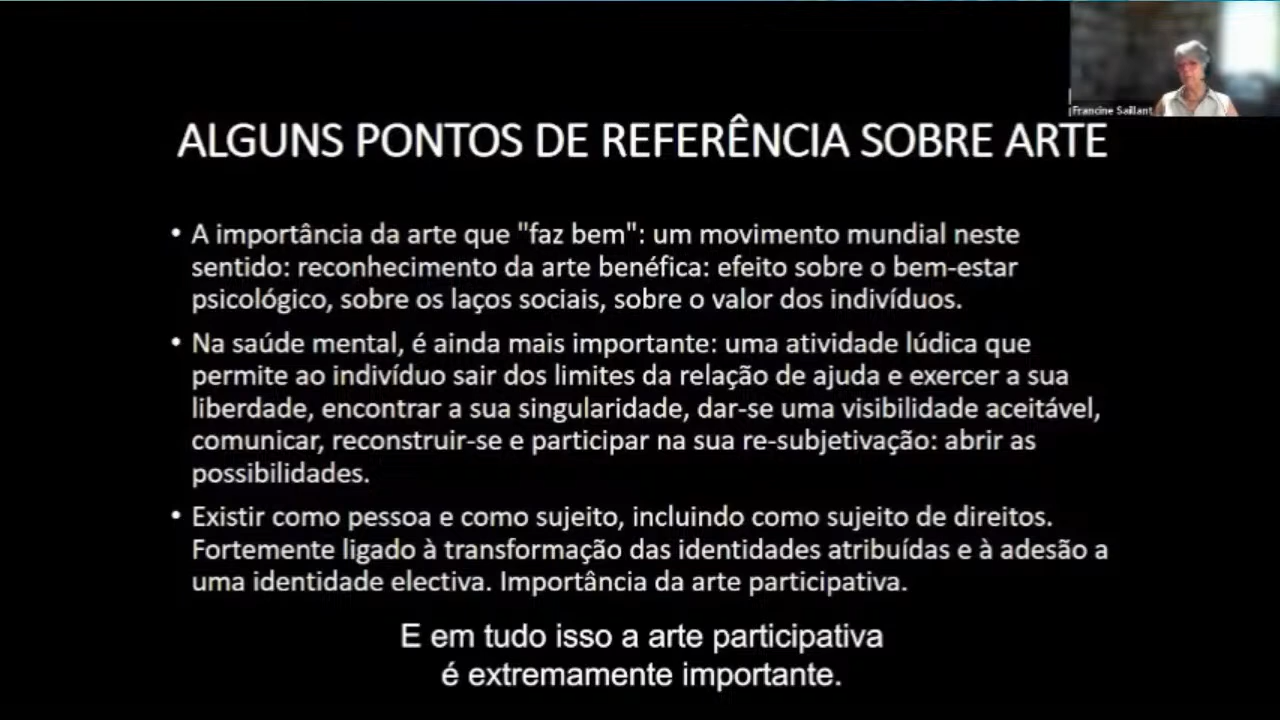 Francine Saillant
ALGUNS PONTOS DE REFERÊNCIA SOBRE ARTE
• A importância da arte que "faz bem": um movimento mundial neste
sentido: reconhecimento da arte benéfica: efeito sobre o bem-estar
psicológico, sobre os laços sociais, sobre o valor dos indivíduos.
• Na saúde mental, é ainda mais importante: uma atividade lúdica que
permite ao indivíduo sair dos limites da relação de ajuda e exercer a sua
liberdade, encontrar a sua singularidade, dar-se uma visibilidade aceitável,
comunicar, reconstruir-se e participar na sua re-subjetivação: abrir as
possibilidades.
• Existir como pessoa e como sujeito, incluindo como sujeito de direitos.
Fortemente ligado à transformação das identidades atribuídas e à adesão a
uma identidade electiva. Importância da arte participativa.
E em tudo isso a arte participativa
é extremamente importante.